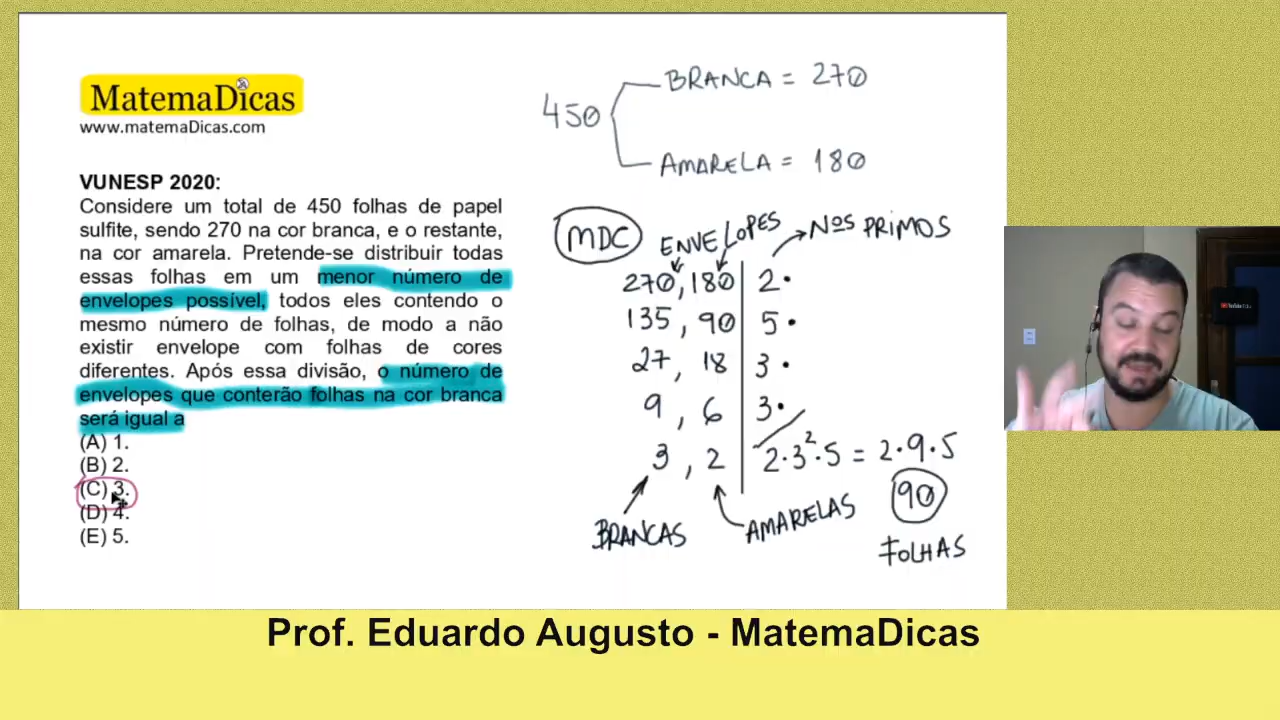 MatemaDicas
www.matemaDicas.com
VUNESP 2020:
Considere um total de 450 folhas de papel
sulfite, sendo 270 na cor branca, e o restante,
na cor amarela. Pretende-se distribuir todas
essas folhas em um menor número de
envelopes possível, todos eles contendo o
mesmo número de folhas, de modo a não
existir envelope com folhas de cores
diferentes. Após essa divisão, o número de
envelopes que conterão folhas na cor branca
será igual a
(A) 1.
(B) 2.
(C) 3.
(D) 4.
(E) 5.
BRANCA = 270
450
AMARELA = 180
MDC
ENVELOPES
Nos PRIMOS
270, 180 | 2 •
135, 90 | 5 •
27, 18 | 3 •
9, 6 | 3 •
3, 2 | 2•3²•5 = 2•9•5
90
BRANCAS
AMARELAS
FOLHAS
Prof. Eduardo Augusto - MatemaDicas